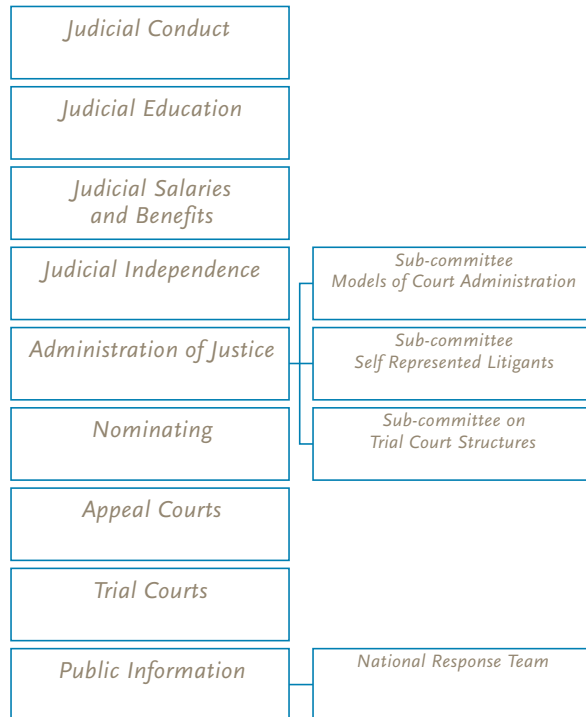 Judicial Conduct
Judicial Education
Judicial Salaries
and Benefits
Judicial Independence
Sub-committee
Models of Court Administration
Administration of Justice
Sub-committee
Self Represented Litigants
Nominating
Sub-committee on
Trial Court Structures
Appeal Courts
Trial Courts
Public Information
National Response Team